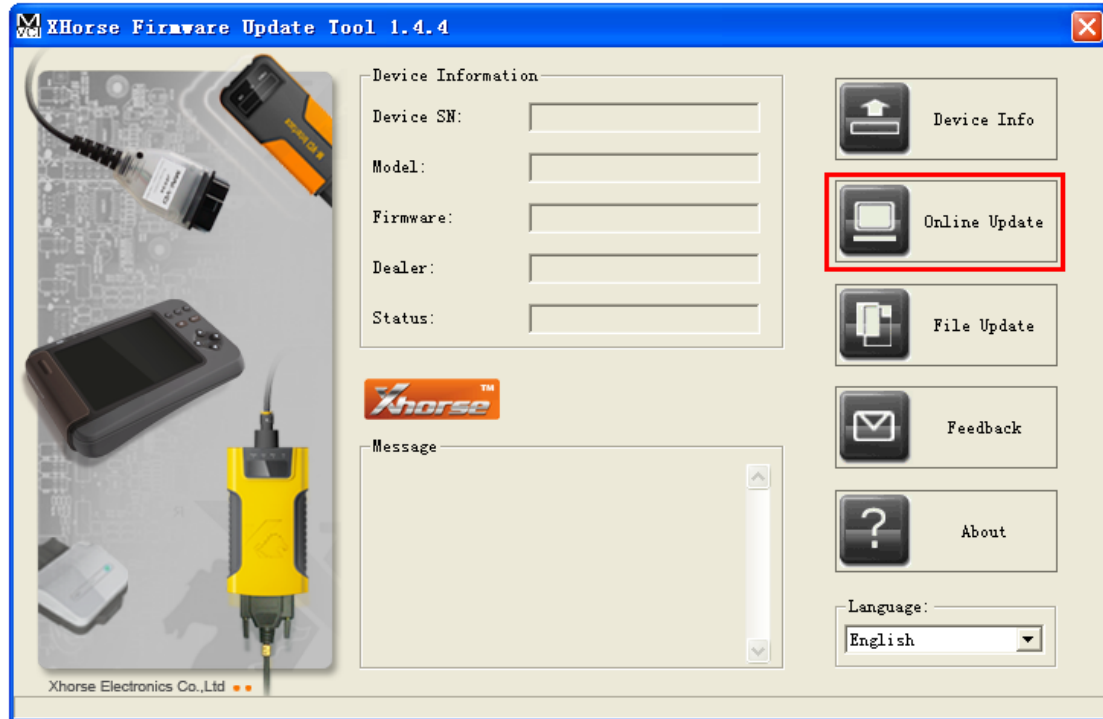 XHorse Firmware Update Tool 1.4.4
Device Information
Device SN:
Model:
Firmware:
Dealer:
Status:
Xhorse TM
Message
Device Info
Online Update
File Update
Feedback
?
About
Language:
English
Xhorse Electronics Co.,Ltd